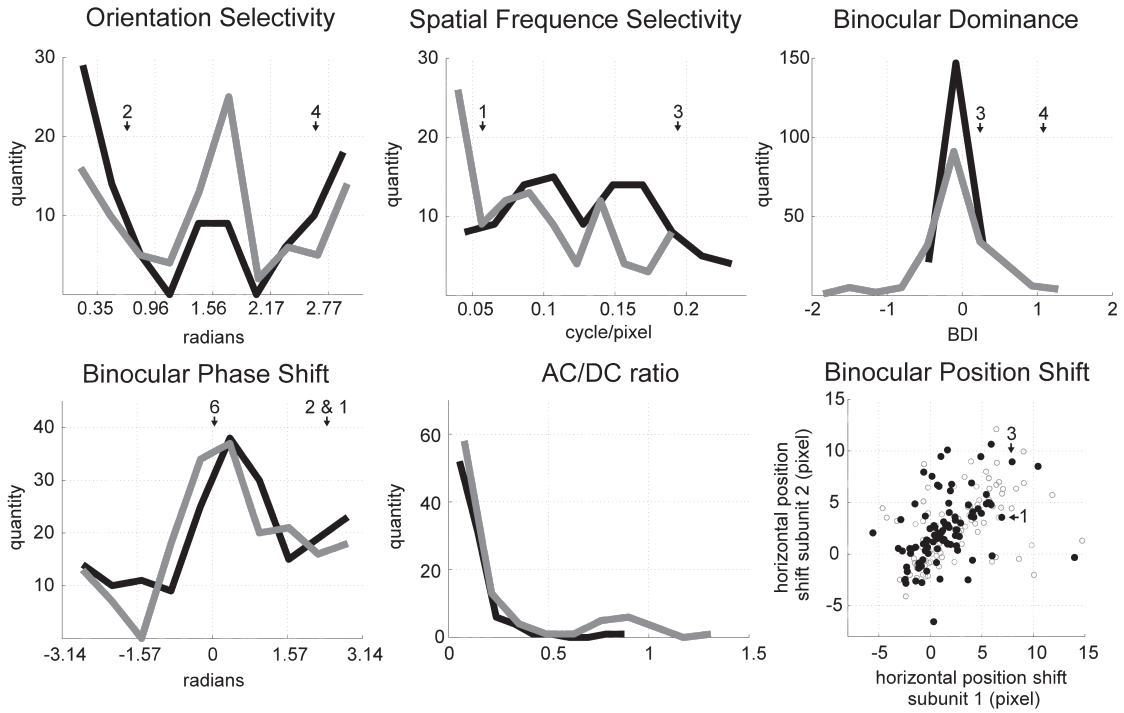 Orientation Selectivity
30
20
10
quantity
2
4
0.35 0.96 1.56 2.17 2.77
radians
Spatial Frequence Selectivity
30
20
10
quantity
1
3
0.05 0.1 0.15 0.2
cycle/pixel
Binocular Dominance
150
100
50
quantity
3
4
-2 -1 0 1 2
BDI
Binocular Phase Shift
40
30
20
10
quantity
6
2 & 1
-3.14 -1.57 0 1.57 3.14
radians
AC/DC ratio
60
40
20
0
quantity
0 0.5 1 1.5
Binocular Position Shift
15
10
5
0
-5
horizontal position
shift subunit 2 (pixel)
3
1
-5 0 5 10 15
horizontal position shift
subunit 1 (pixel)